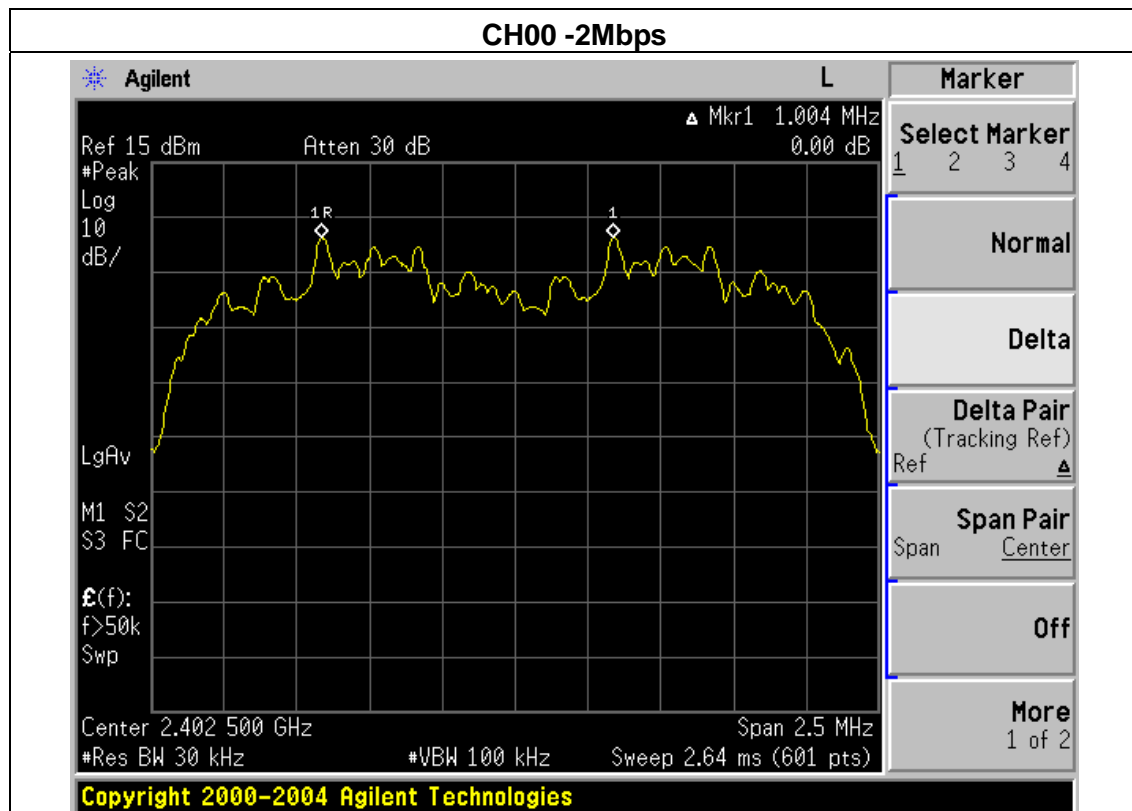 CH00 -2Mbps
Agilent L
Marker
Δ Mkr1 1.004 MHz
Ref 15 dBm Atten 30 dB 0.00 dB
#Peak
Log
10
dB/
1R
1
LgAv
M1 S2
S3 FC
£(f):
f>50k
Swp
Center 2.402 500 GHz Span 2.5 MHz
#Res BW 30 kHz #VBW 100 kHz Sweep 2.64 ms (601 pts)
Copyright 2000-2004 Agilent Technologies
Select Marker
1 2 3 4
Normal
Delta
Delta Pair
(Tracking Ref)
Ref Δ
Span Pair
Span Center
Off
More
1 of 2